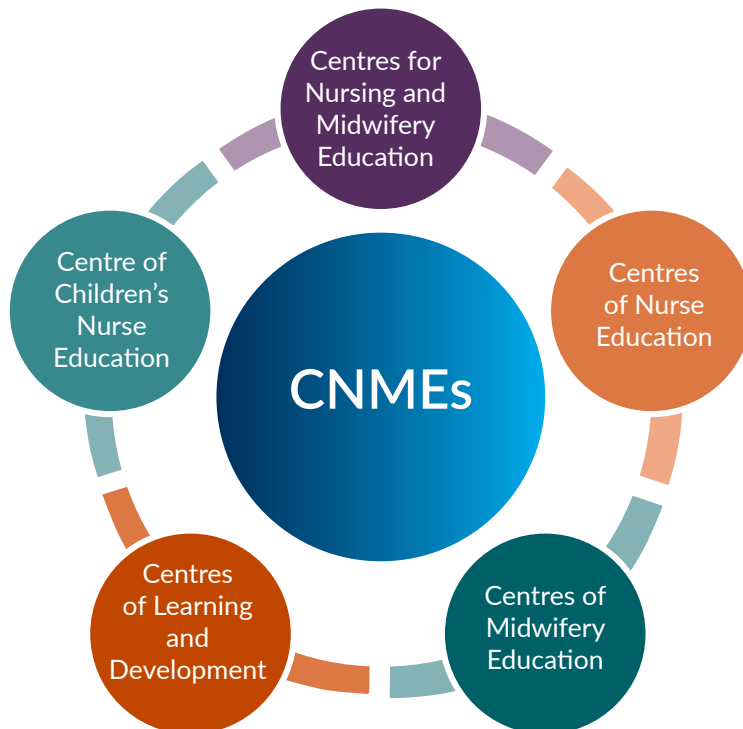 Centres for
Nursing and
Midwifery
Education
Centre of
Children’s
Nurse
Education
Centres
of Nurse
Education
CNMEs
Centres
of Learning
and
Development
Centres of
Midwifery
Education